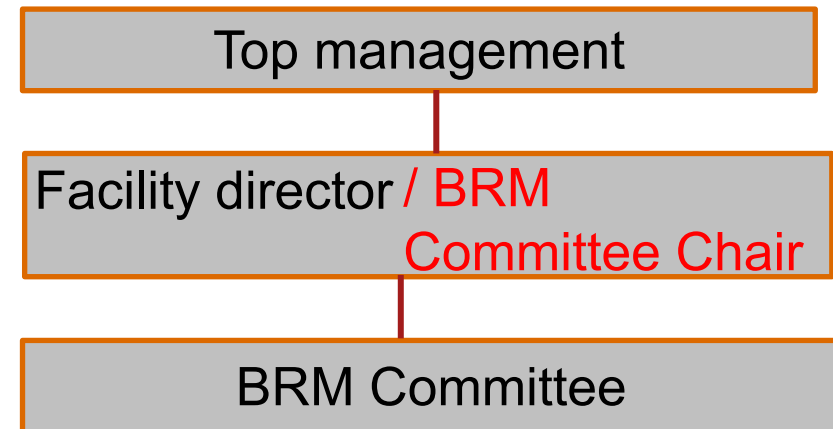 Top management
Facility director / BRM
Committee Chair
BRM Committee